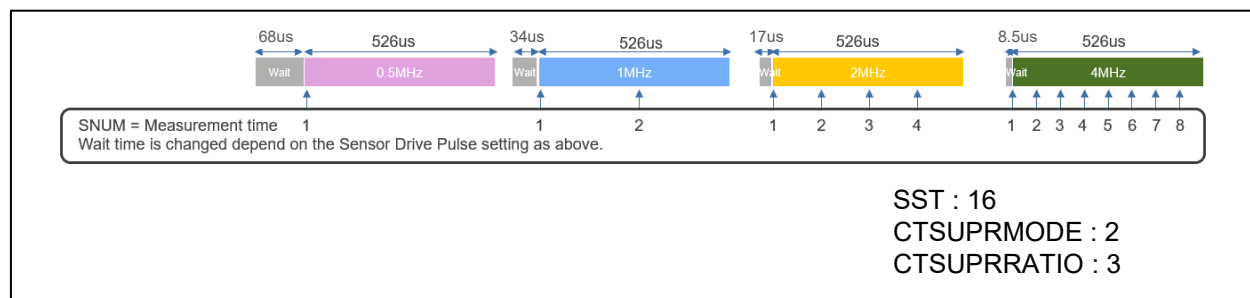 68us 526us 34us 526us 17us 526us 8.5us 526us
Wait 0.5MHz Wait 1MHz Wait 2MHz Wait 4MHz
SNUM = Measurement time 1 1 2 1 2 3 4 1 2 3 4 5 6 7 8
Wait time is changed depend on the Sensor Drive Pulse setting as above.
SST : 16
CTSUPRMODE : 2
CTSUPRRATIO : 3